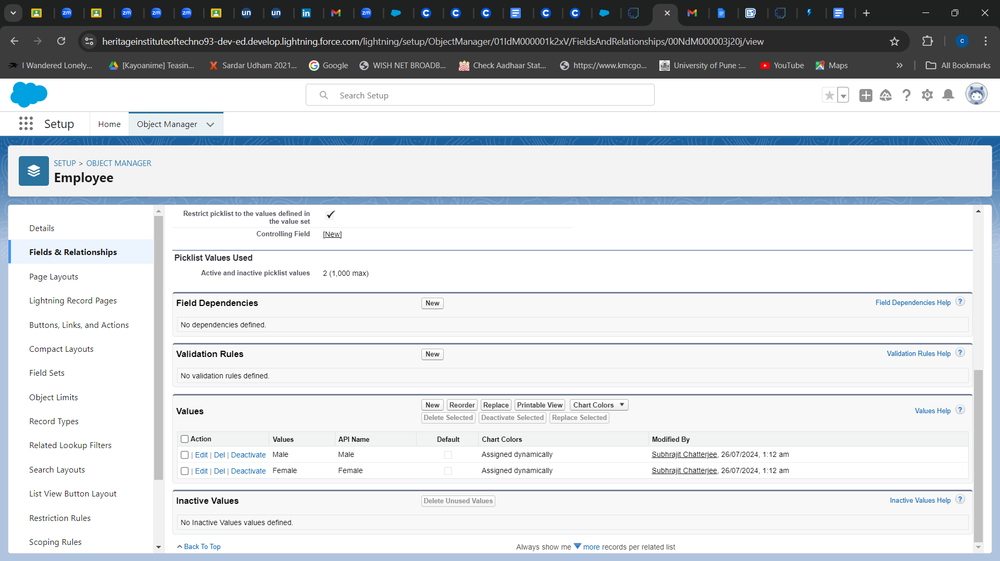 zm
zm
zm
zm
un
un
in
zm
C
C
C
C
C
heritageinstituteoftechno93-dev-ed.develop.lightning.force.com/lightning/setup/ObjectManager/01IdM000001k2xV/FieldsAndRelationships/00NdM000003j20j/view
C
I Wandered Lonely...
[Kayoanime] Teasin...
Sardar Udham 2021...
Google
WISH NET BROADB...
Check Aadhaar Stat...
https://www.kmcgo...
University of Pune :...
YouTube
Maps
All Bookmarks
Search Setup
Setup
Home
Object Manager
SETUP > OBJECT MANAGER
Employee
Details
Fields & Relationships
Page Layouts
Lightning Record Pages
Buttons, Links, and Actions
Compact Layouts
Field Sets
Object Limits
Record Types
Related Lookup Filters
Search Layouts
List View Button Layout
Restriction Rules
Scoping Rules
Restrict picklist to the values defined in
the value set
Controlling Field [New]
Picklist Values Used
Active and inactive picklist values 2 (1,000 max)
Field Dependencies New Field Dependencies Help ?
No dependencies defined.
Validation Rules New Validation Rules Help ?
No validation rules defined.
Values New Reorder Replace Printable View Chart Colors Values Help ?
Delete Selected Deactivate Selected Replace Selected
Action Values API Name Default Chart Colors Modified By
| Edit | Del | Deactivate Male Male Assigned dynamically Subhrajit Chatterjee, 26/07/2024, 1:12 am
| Edit | Del | Deactivate Female Female Assigned dynamically Subhrajit Chatterjee, 26/07/2024, 1:12 am
Inactive Values Delete Unused Values Inactive Values Help ?
No Inactive Values values defined.
Back To Top Always show me more records per related list